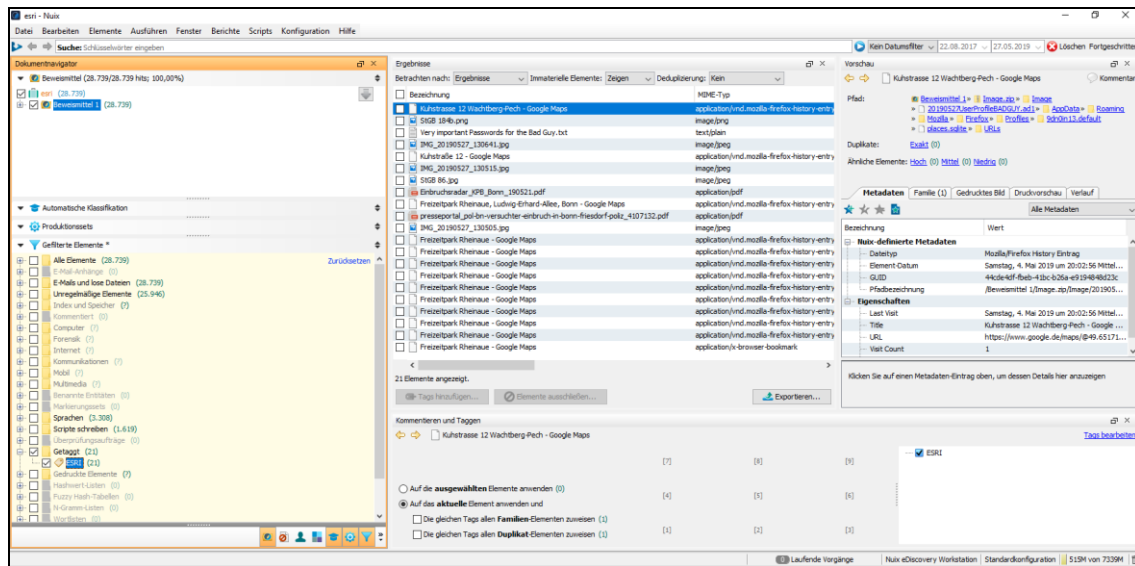 esri - Nuix
Datei Bearbeiten Elemente Ausführen Fenster Berichte Scripts Konfiguration Hilfe
Suche: Schlüsselwörter eingeben
Kein Datumsfilter 22.08.2017 27.05.2019 Löschen Fortgeschritten
Dokumentnavigator
Beweismittel (28.739/28.739 hits; 100,00%)
esri (28.739)
Beweismittel 1 (28.739)
Automatische Klassifikation
Produktionssets
Gefilterte Elemente *
Alle Elemente (28.739) Zurücksetzen
E-Mail-Anhänge (0)
E-Mails und lose Dateien (28.739)
Unregelmäßige Elemente (25.946)
Index und Speicher (?)
Kommentiert (0)
Computer (?)
Forensik (?)
Internet (?)
Kommunikationen (?)
Mobil (?)
Multimedia (?)
Benannte Entitäten (0)
Markierungssets (0)
Sprachen (3.308)
Scripte schreiben (1.619)
Überprüfungsaufträge (0)
Getaggt (21)
ESRI (21)
Gedruckte Elemente (?)
Hashwert-Listen (0)
Fuzzy Hash-Tabellen (0)
N-Gramm-Listen (0)
Wortlisten (0)
Ergebnisse
Betrachten nach: Ergebnisse Immaterielle Elemente: Zeigen Deduplizierung: Kein
Bezeichnung MIME-Typ
Kuhstrasse 12 Wachtberg-Pech - Google Maps application/vnd.mozilla-firefox-history-entry
StGB 184b.png image/png
Very important Passwords for the Bad Guy.txt text/plain
IMG_20190527_130641.jpg image/jpeg
Kuhstraße 12 - Google Maps application/vnd.mozilla-firefox-history-entry
IMG_20190527_130515.jpg image/jpeg
StGB 86.jpg image/jpeg
Einbruchsradar_KPB_Bonn_190521.pdf application/pdf
Freizeitpark Rheinaue, Ludwig-Erhard-Allee, Bonn - Google Maps application/vnd.mozilla-firefox-history-entry
presseportal_pol-bn-versuchter-einbruch-in-bonn-friesdorf-poliz_4107132.pdf application/pdf
IMG_20190527_130505.jpg image/jpeg
Freizeitpark Rheinaue - Google Maps application/vnd.mozilla-firefox-history-entry
Freizeitpark Rheinaue - Google Maps application/vnd.mozilla-firefox-history-entry
Freizeitpark Rheinaue - Google Maps application/vnd.mozilla-firefox-history-entry
Freizeitpark Rheinaue - Google Maps application/vnd.mozilla-firefox-history-entry
Freizeitpark Rheinaue - Google Maps application/vnd.mozilla-firefox-history-entry
Freizeitpark Rheinaue - Google Maps application/vnd.mozilla-firefox-history-entry
Freizeitpark Rheinaue - Google Maps application/vnd.mozilla-firefox-history-entry
Freizeitpark Rheinaue - Google Maps application/vnd.mozilla-firefox-history-entry
Freizeitpark Rheinaue - Google Maps application/vnd.mozilla-firefox-history-entry
Freizeitpark Rheinaue - Google Maps application/x-browser-bookmark
21 Elemente angezeigt.
Tags hinzufügen... Elemente ausschließen... Exportieren...
Kommentieren und Taggen
Kuhstrasse 12 Wachtberg-Pech - Google Maps Tags bearbeiten
[7] [8] [9] ESRI
Auf die ausgewählten Elemente anwenden (0)
Auf das aktuelle Element anwenden und [4] [5] [6]
Die gleichen Tags allen Familien-Elementen zuweisen (1)
Die gleichen Tags allen Duplikat-Elementen zuweisen (1) [1] [2] [3]
Vorschau
Kuhstrasse 12 Wachtberg-Pech - Google Maps Kommentar
Pfad: Beweismittel 1 » Image.zip » Image
» 20190527UserProfileBADGUY.ad1 » AppData » Roaming
» Mozilla » Firefox » Profiles » 9dn0in13.default
» places.sqlite » URLs
Duplikate: Exakt (0)
Ähnliche Elemente: Hoch (0) Mittel (0) Niedrig (0)
Metadaten Familie (1) Gedrucktes Bild Druckvorschau Verlauf
Alle Metadaten
Bezeichnung Wert
Nuix-definierte Metadaten
Dateityp Mozilla/Firefox History Eintrag
Element-Datum Samstag, 4. Mai 2019 um 20:02:56 Mittel...
GUID 44cde4df-fbeb-41bc-b26a-e9194848d23c
Pfadbezeichnung /Beweismittel 1/Image.zip/Image/201905...
Eigenschaften
Last Visit Samstag, 4. Mai 2019 um 20:02:56 Mittel...
Title Kuhstrasse 12 Wachtberg-Pech - Google ...
URL https://www.google.de/maps/@49.65171...
Visit Count 1
Klicken Sie auf einen Metadaten-Eintrag oben, um dessen Details hier anzuzeigen
0 Laufende Vorgänge Nuix eDiscovery Workstation Standardkonfiguration 515M von 7339M